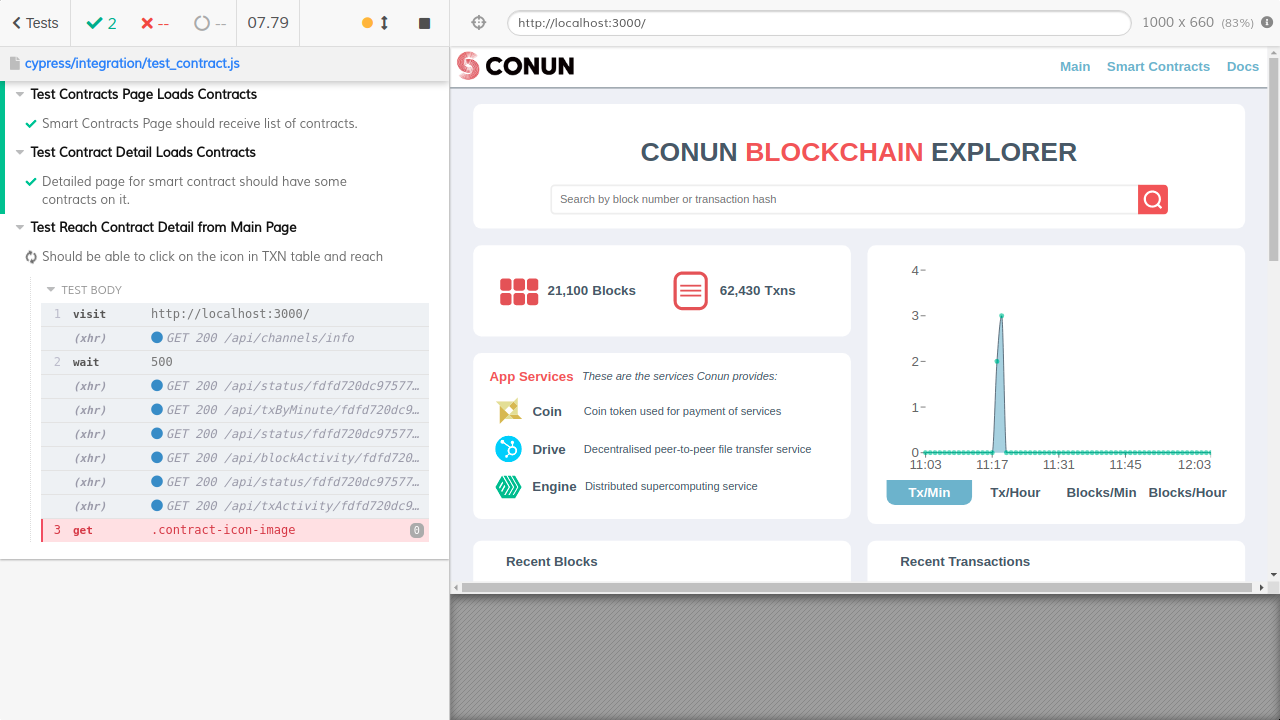 Tests
2
--
--
07.79
http://localhost:3000/
1000 x 660 (83%)
cypress/integration/test_contract.js
Test Contracts Page Loads Contracts
Smart Contracts Page should receive list of contracts.
Test Contract Detail Loads Contracts
Detailed page for smart contract should have some
contracts on it.
Test Reach Contract Detail from Main Page
Should be able to click on the icon in TXN table and reach
TEST BODY
1 visit http://localhost:3000/
(xhr) GET 200 /api/channels/info
2 wait 500
(xhr) GET 200 /api/status/fdfd720dc97577…
(xhr) GET 200 /api/txByMinute/fdfd720dc9…
(xhr) GET 200 /api/status/fdfd720dc97577…
(xhr) GET 200 /api/blockActivity/fdfd720…
(xhr) GET 200 /api/status/fdfd720dc97577…
(xhr) GET 200 /api/txActivity/fdfd720dc9…
3 get .contract-icon-image 0
CONUN
Main Smart Contracts Docs
CONUN BLOCKCHAIN EXPLORER
Search by block number or transaction hash
21,100 Blocks
62,430 Txns
App Services These are the services Conun provides:
Coin Coin token used for payment of services
Drive Decentralised peer-to-peer file transfer service
Engine Distributed supercomputing service
4
3
2
1
0
11:03 11:17 11:31 11:45 12:03
Tx/Min Tx/Hour Blocks/Min Blocks/Hour
Recent Blocks
Recent Transactions